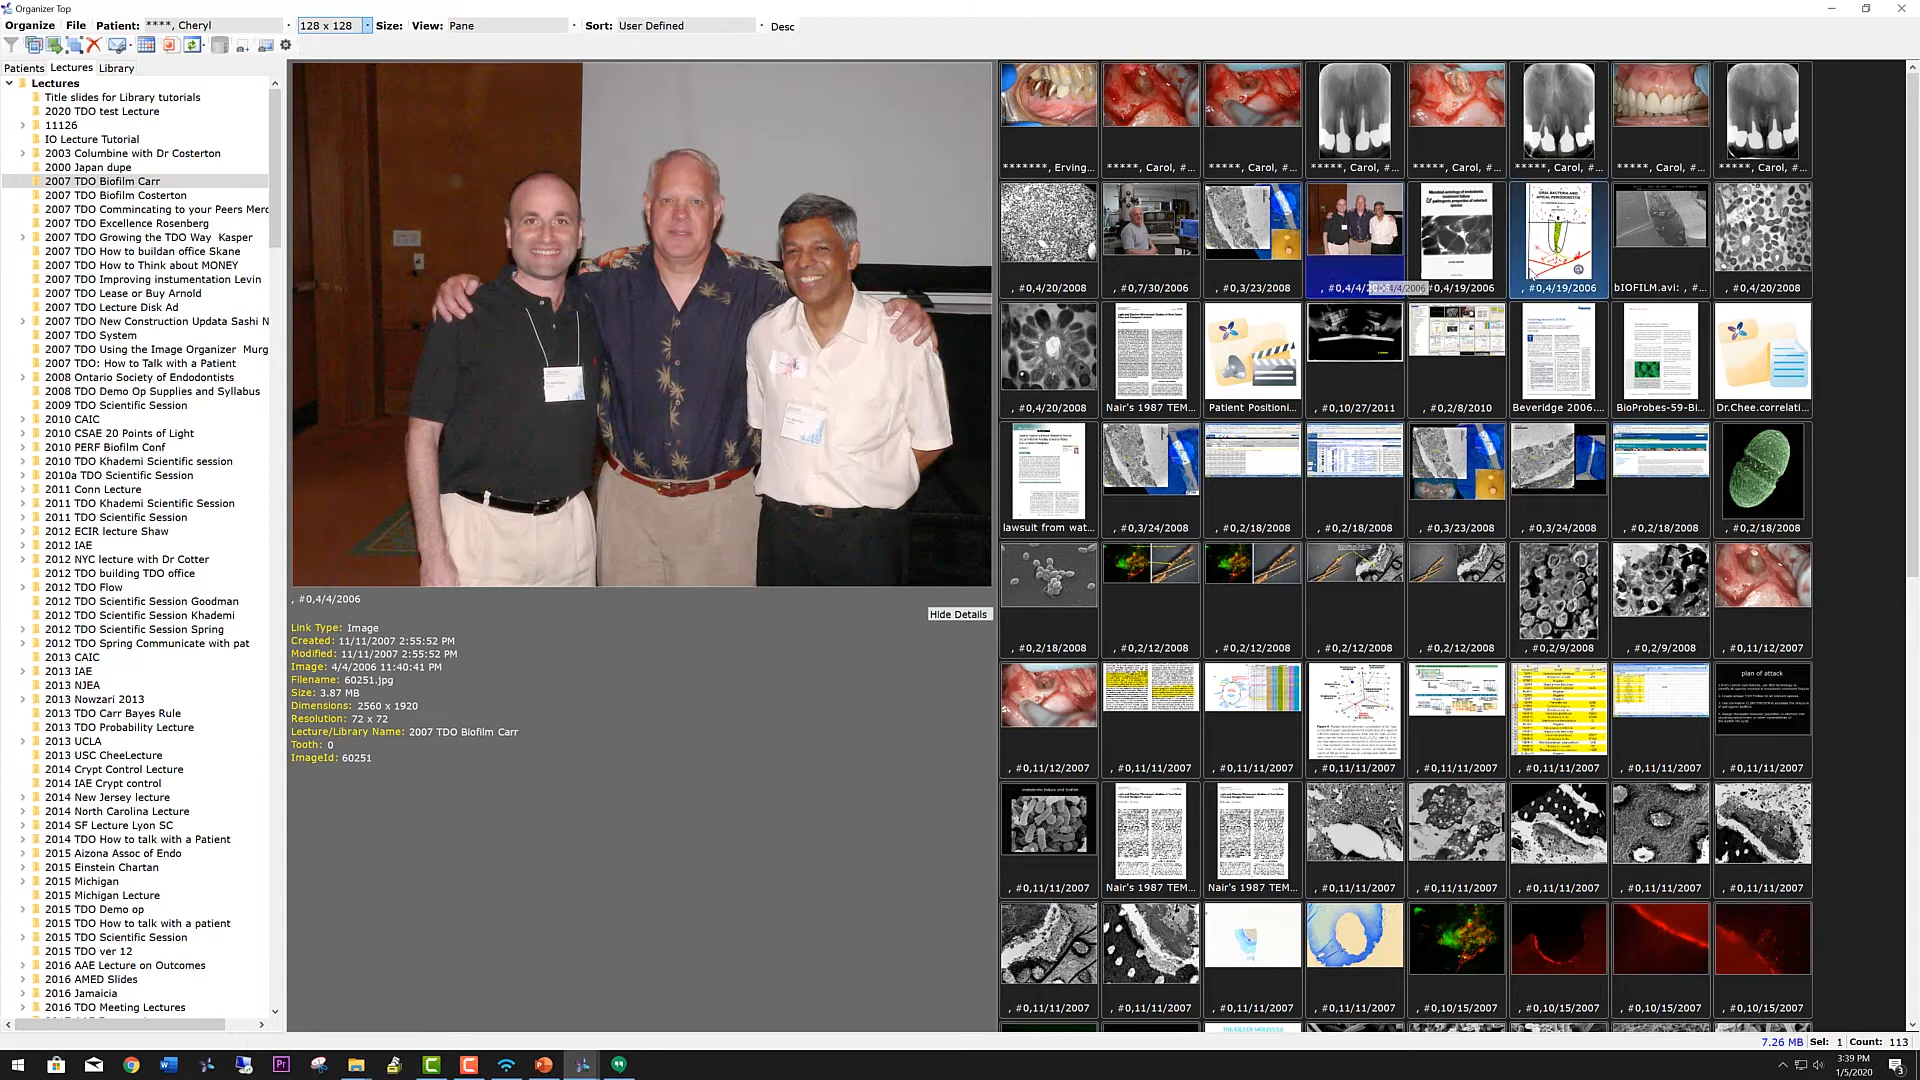 Organizer Top
Organize File Patient: ****, Cheryl 128 x 128 Size: View: Pane Sort: User Defined Desc
Patients Lectures Library
Lectures
Title slides for Library tutorials
2020 TDO test Lecture
11126
IO Lecture Tutorial
2003 Columbine with Dr Costerton
2000 Japan dupe
2007 TDO Biofilm Carr
2007 TDO Biofilm Costerton
2007 TDO Commincating to your Peers Merc
2007 TDO Excellence Rosenberg
2007 TDO Growing the TDO Way Kasper
2007 TDO How to buildan office Skane
2007 TDO How to Think about MONEY
2007 TDO Improving instumentation Levin
2007 TDO Lease or Buy Arnold
2007 TDO Lecture Disk Ad
2007 TDO New Construction Updata Sashi N
2007 TDO System
2007 TDO Using the Image Organizer Murg
2007 TDO: How to Talk with a Patient
2008 Ontario Society of Endodontists
2008 TDO Demo Op Supplies and Syllabus
2009 TDO Scientific Session
2010 CAIC
2010 CSAE 20 Points of Light
2010 PERF Biofilm Conf
2010 TDO Khademi Scientific session
2010a TDO Scientific Session
2011 Conn Lecture
2011 TDO Khademi Scientific Session
2011 TDO Scientific Session
2012 ECIR lecture Shaw
2012 IAE
2012 NYC lecture with Dr Cotter
2012 TDO building TDO office
2012 TDO Flow
2012 TDO Scientific Session Goodman
2012 TDO Scientific Session Khademi
2012 TDO Scientific Session Spring
2012 TDO Spring Communicate with pat
2013 CAIC
2013 IAE
2013 NJEA
2013 Nowzari 2013
2013 TDO Carr Bayes Rule
2013 TDO Probability Lecture
2013 UCLA
2013 USC CheeLecture
2014 Crypt Control Lecture
2014 IAE Crypt control
2014 New Jersey lecture
2014 North Carolina Lecture
2014 SF Lecture Lyon SC
2014 TDO How to talk with a Patient
2015 Aizona Assoc of Endo
2015 Einstein Chartan
2015 Michigan
2015 Michigan Lecture
2015 TDO Demo op
2015 TDO How to talk with a patient
2015 TDO Scientific Session
2015 TDO ver 12
2016 AAE Lecture on Outcomes
2016 AMED Slides
2016 Jamaicia
2016 TDO Meeting Lectures
, #0,4/4/2006
Hide Details
Link Type: Image
Created: 11/11/2007 2:55:52 PM
Modified: 11/11/2007 2:55:52 PM
Image: 4/4/2006 11:40:41 PM
Filename: 60251.jpg
Size: 3.87 MB
Dimensions: 2560 x 1920
Resolution: 72 x 72
Lecture/Library Name: 2007 TDO Biofilm Carr
Tooth: 0
ImageId: 60251
*******, Erving... *****, Carol, #... *****, Carol, #... *****, Carol, #... *****, Carol, #... *****, Carol, #... *****, Carol, #... *****, Carol, #...
ORAL BACTERIA AND
APICAL PERIODONTITIS
, #0,4/20/2008 , #0,7/30/2006 , #0,3/23/2008 , #0,4/4/20 4/4/2006 #0,4/19/2006 , #0,4/19/2006 bIOFILM.avi: , #... , #0,4/20/2008
, #0,4/20/2008 Nair's 1987 TEM... Patient Positioni... , #0,10/27/2011 , #0,2/8/2010 Beveridge 2006.... BioProbes-59-Bi... Dr.Chee.correlati...
lawsuit from wat... , #0,3/24/2008 , #0,2/18/2008 , #0,2/18/2008 , #0,3/23/2008 , #0,3/24/2008 , #0,2/18/2008 , #0,2/18/2008
, #0,2/18/2008 , #0,2/12/2008 , #0,2/12/2008 , #0,2/12/2008 , #0,2/12/2008 , #0,2/9/2008 , #0,2/9/2008 , #0,11/12/2007
plan of attack
, #0,11/12/2007 , #0,11/11/2007 , #0,11/11/2007 , #0,11/11/2007 , #0,11/11/2007 , #0,11/11/2007 , #0,11/11/2007 , #0,11/11/2007
, #0,11/11/2007 Nair's 1987 TEM... Nair's 1987 TEM... , #0,11/11/2007 , #0,11/11/2007 , #0,11/11/2007 , #0,11/11/2007 , #0,11/11/2007
, #0,11/11/2007 , #0,11/11/2007 , #0,11/11/2007 , #0,11/11/2007 , #0,10/15/2007 , #0,10/15/2007 , #0,10/15/2007 , #0,10/15/2007
7.26 MB Sel: 1 Count: 113
3:39 PM
1/5/2020